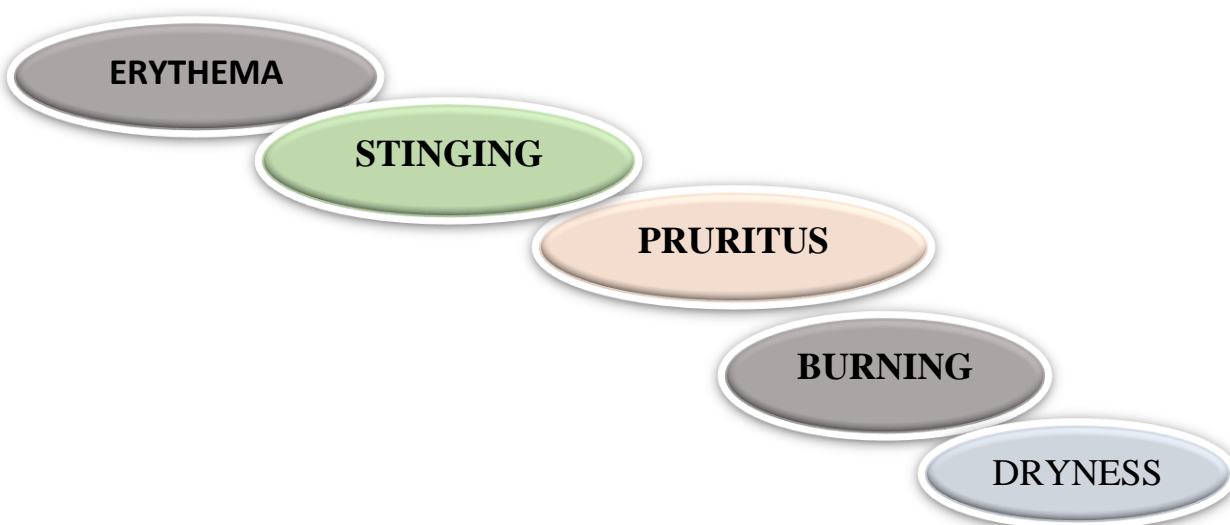 ERYTHEMA
STINGING
PRURITUS
BURNING
DRYNESS